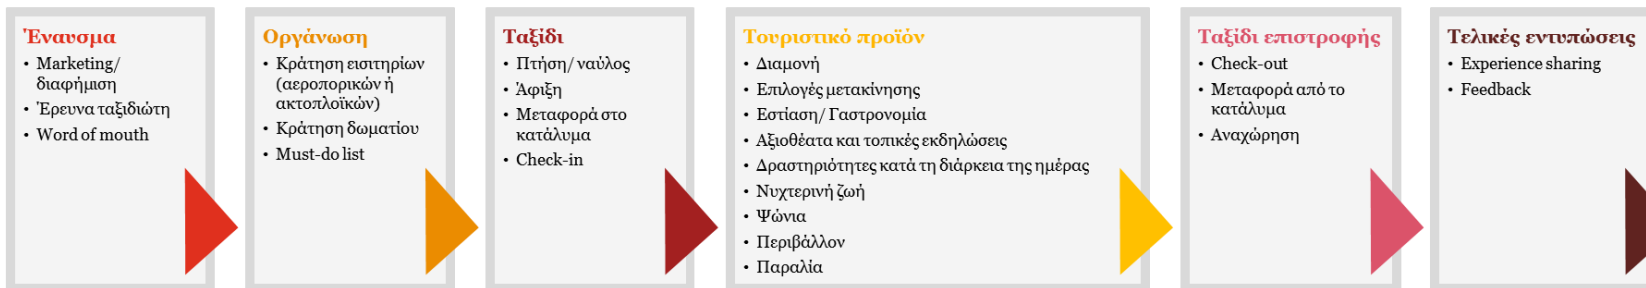 Έναυσμα
• Marketing/
διαφήμιση
• Έρευνα ταξιδιώτη
• Word of mouth
Οργάνωση
• Κράτηση εισιτηρίων
(αεροπορικών ή
ακτοπλοϊκών)
• Κράτηση δωματίου
• Must-do list
Ταξίδι
• Πτήση/ ναύλος
• Άφιξη
• Μεταφορά στο
κατάλυμα
• Check-in
Τουριστικό προϊόν
• Διαμονή
• Επιλογές μετακίνησης
• Εστίαση/ Γαστρονομία
• Αξιοθέατα και τοπικές εκδηλώσεις
• Δραστηριότητες κατά τη διάρκεια της ημέρας
• Νυχτερινή ζωή
• Ψώνια
• Περιβάλλον
• Παραλία
Ταξίδι επιστροφής
• Check-out
• Μεταφορά από το
κατάλυμα
• Αναχώρηση
Τελικές εντυπώσεις
• Experience sharing
• Feedback